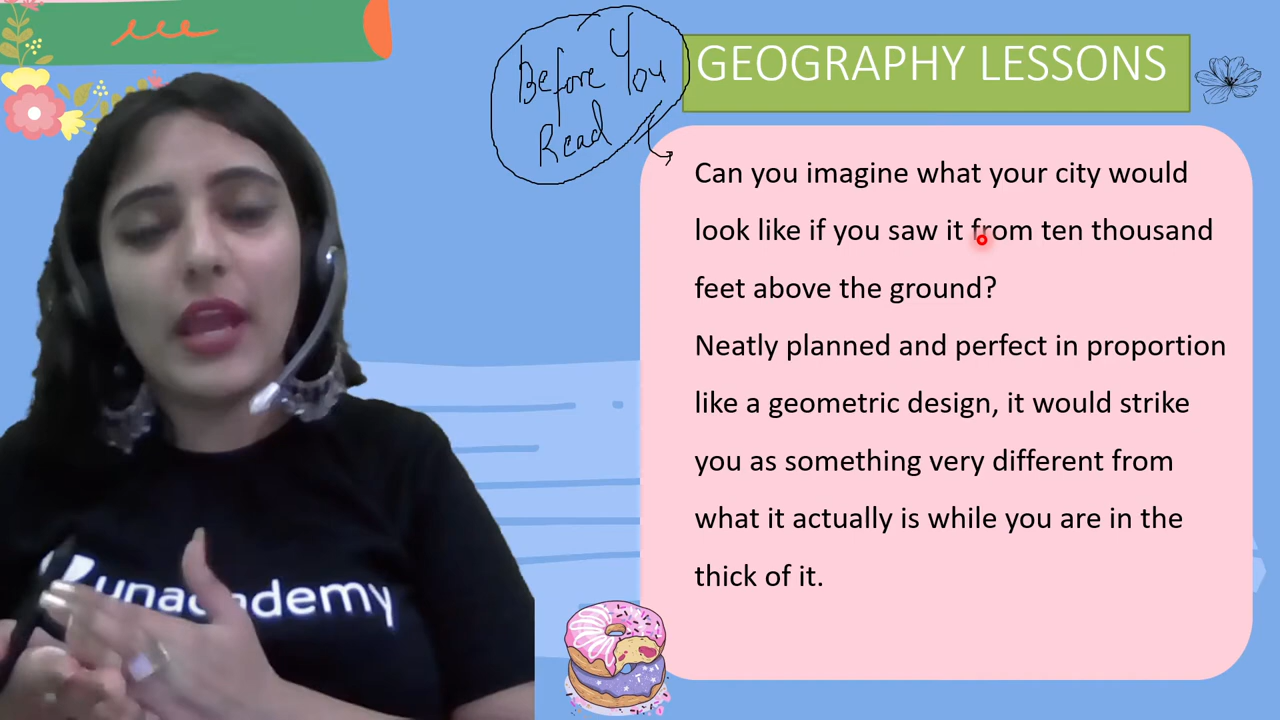 Before You
Read
GEOGRAPHY LESSONS
Can you imagine what your city would
look like if you saw it from ten thousand
feet above the ground?
Neatly planned and perfect in proportion
like a geometric design, it would strike
you as something very different from
what it actually is while you are in the
thick of it.
unacademy